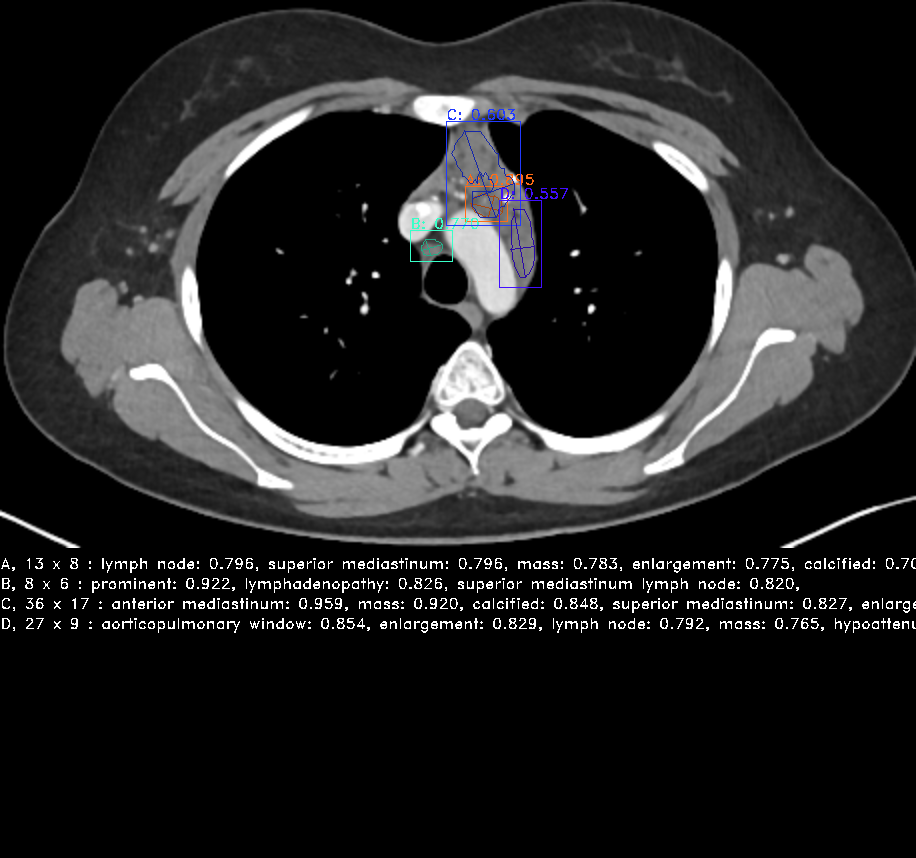 C: 0.603
D: 0.557
B: 0.770
A, 13 x 8 : lymph node: 0.796, superior mediastinum: 0.796, mass: 0.783, enlargement: 0.775, calcified: 0.70
B, 8 x 6 : prominent: 0.922, lymphadenopathy: 0.826, superior mediastinum lymph node: 0.820,
C, 36 x 17 : anterior mediastinum: 0.959, mass: 0.920, calcified: 0.848, superior mediastinum: 0.827, enlarge
D, 27 x 9 : aorticopulmonary window: 0.854, enlargement: 0.829, lymph node: 0.792, mass: 0.765, hypoattenu